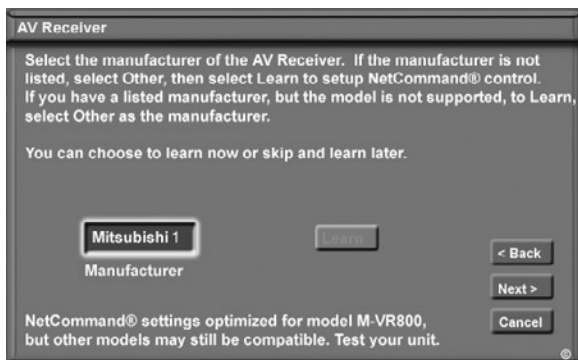 AV Receiver
Select the manufacturer of the AV Receiver. If the manufacturer is not
listed, select Other, then select Learn to setup NetCommand® control.
If you have a listed manufacturer, but the model is not supported, to Learn,
select Other as the manufacturer.
You can choose to learn now or skip and learn later.
Mitsubishi 1
Learn
Manufacturer
< Back
Next >
NetCommand® settings optimized for model M-VR800,
but other models may still be compatible. Test your unit.
Cancel